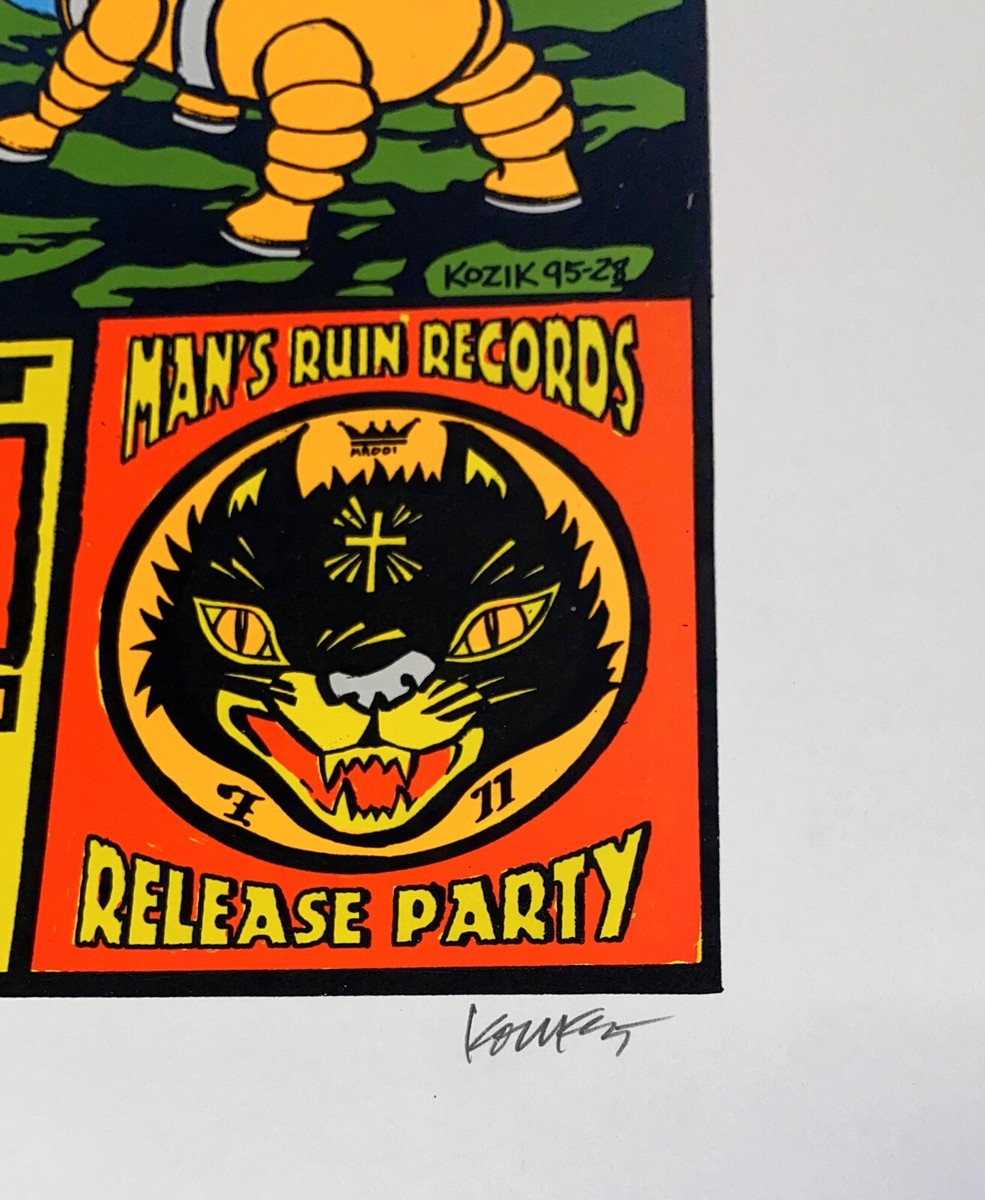 KOZIK 95-28
MAN'S RUIN RECORDS
MR001
7 11
RELEASE PARTY